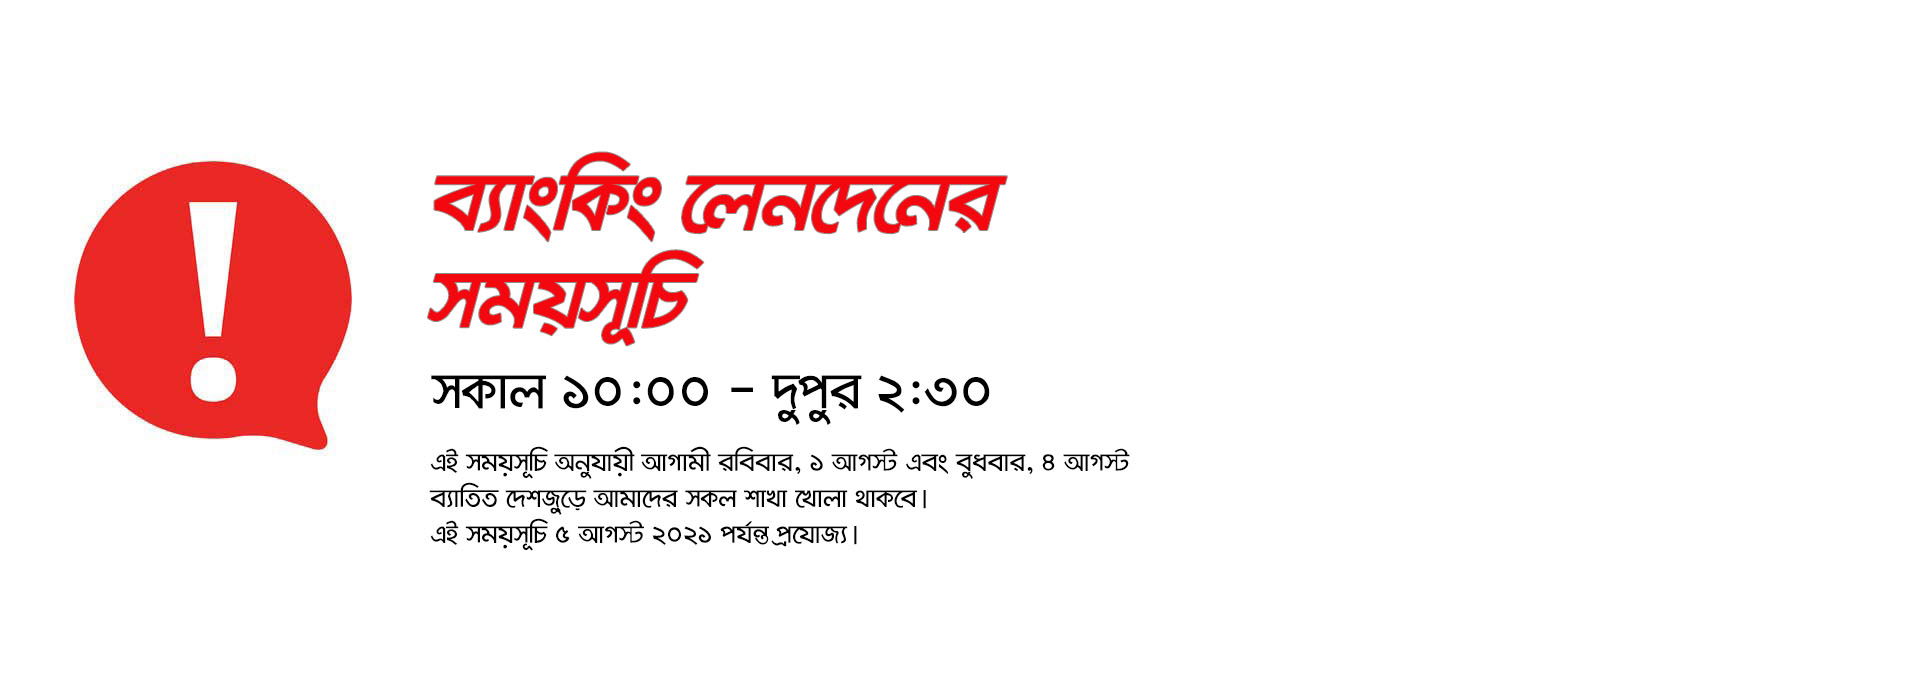 ব্যাংকিং লেনদেনের
সময়সূচি
সকাল ১০:০০ - দুপুর ২:৩০
এই সময়সূচি অনুযায়ী আগামী রবিবার, ১ আগস্ট এবং বুধবার, ৪ আগস্ট
ব্যাতিত দেশজুড়ে আমাদের সকল শাখা খোলা থাকবে।
এই সময়সূচি ৫ আগস্ট ২০২১ পর্যন্ত প্রযোজ্য।